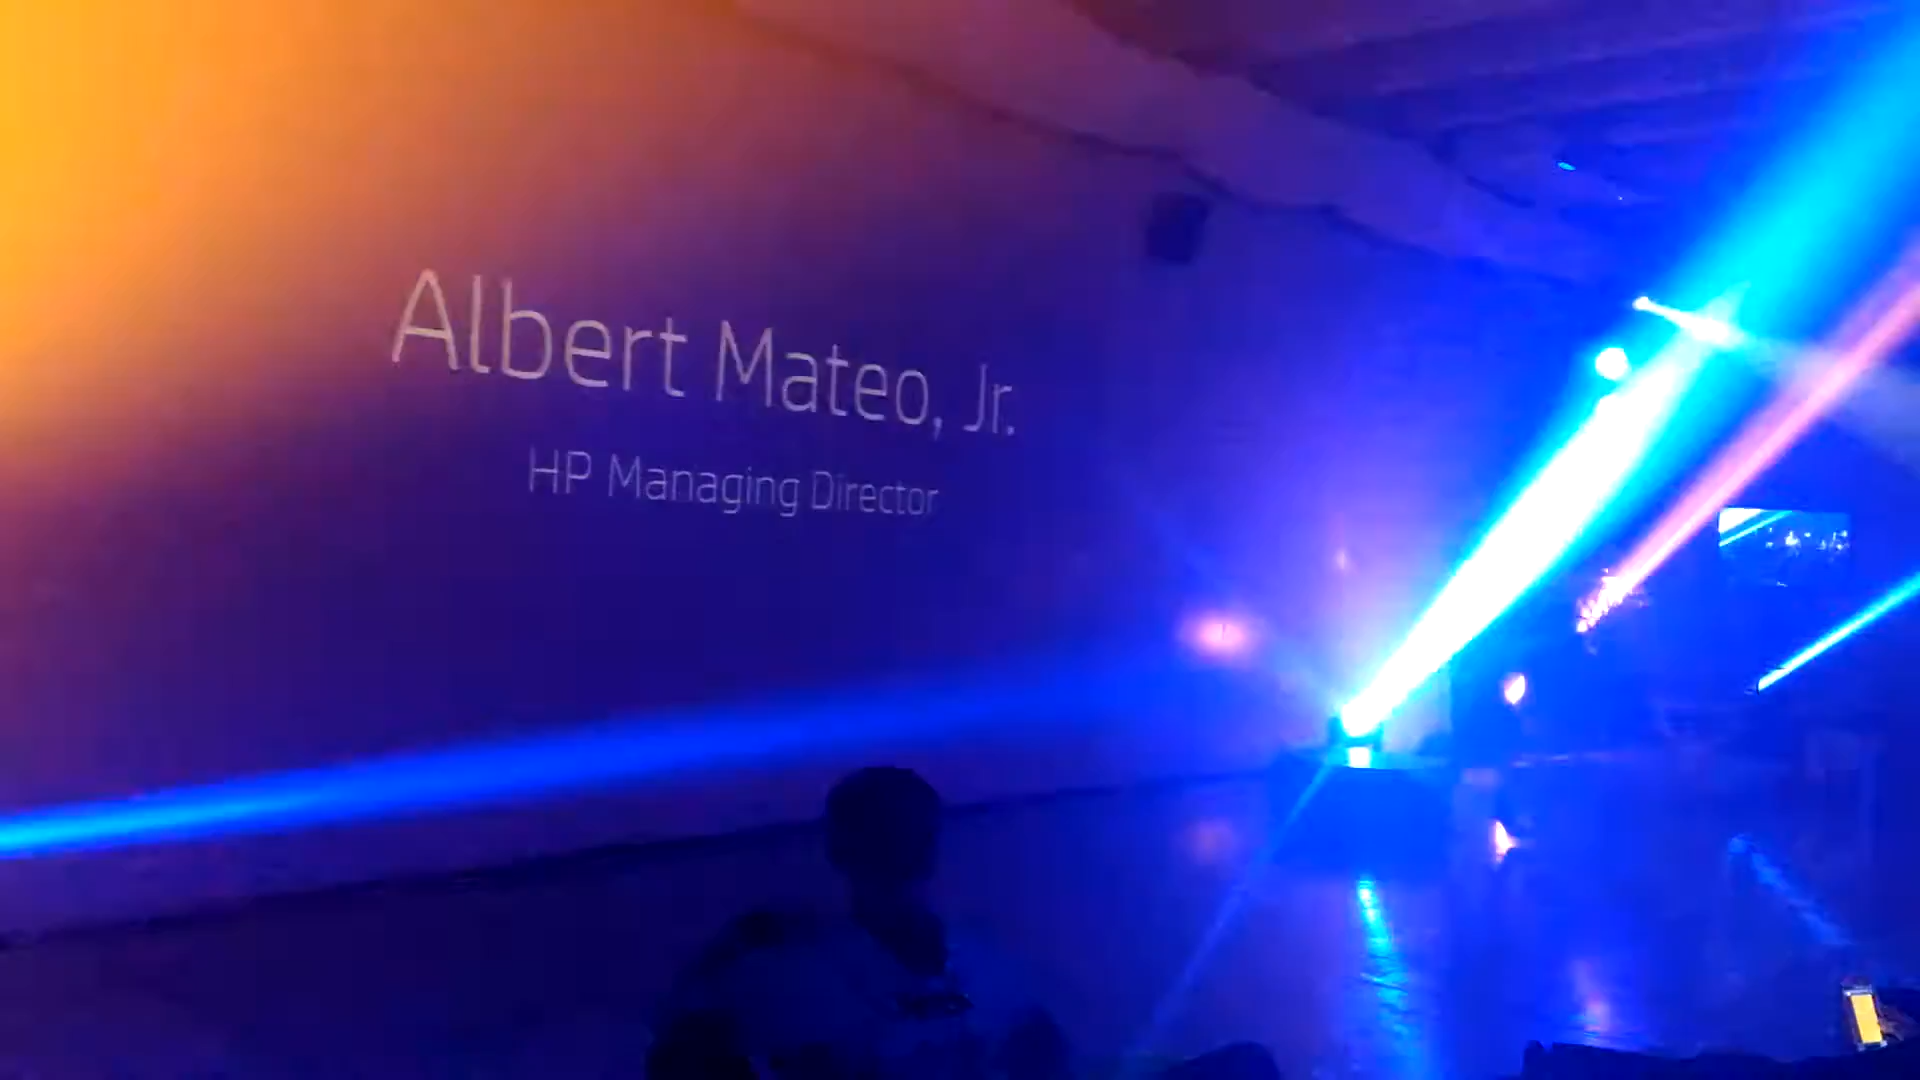 Albert Mateo, Jr.
HP Managing Director